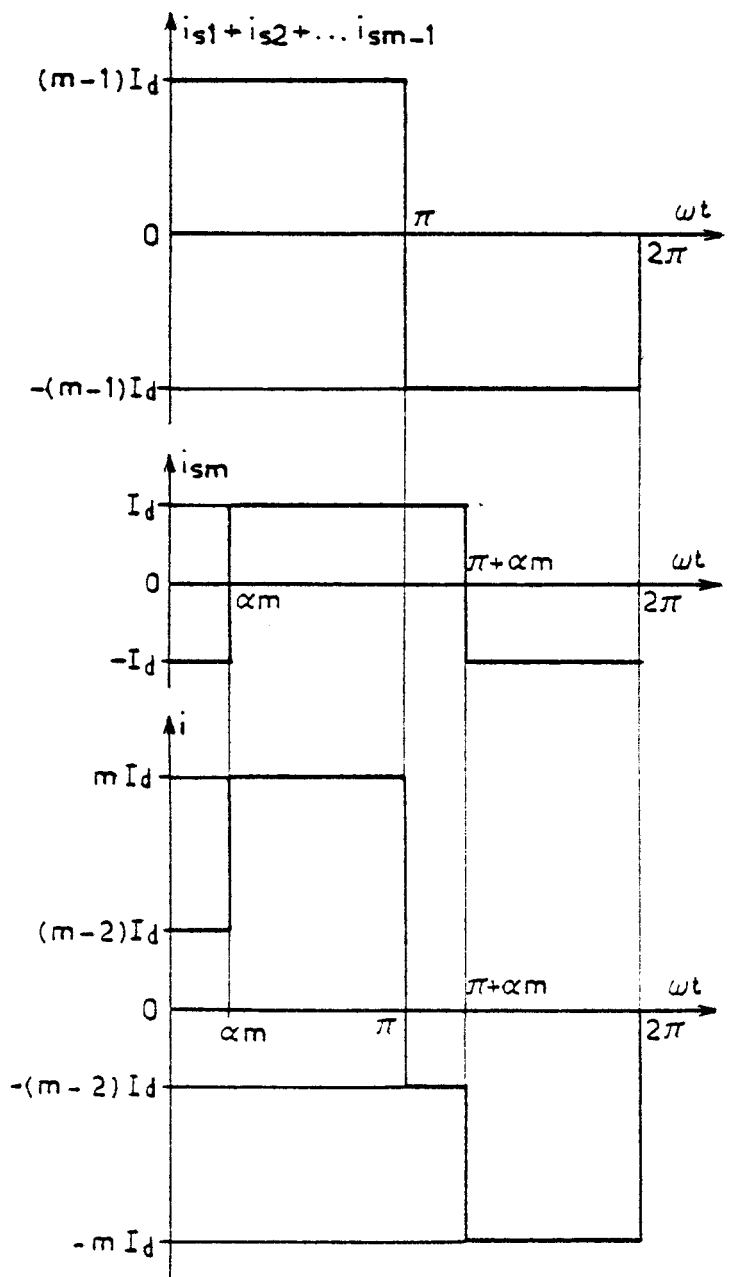 is1 + is2 + ... ism-1
(m-1)Id
π
ωt
0
2π
-(m-1)Id
ism
Id
π+αm
ωt
0
αm
2π
-Id
i
m Id
(m-2)Id
π+αm
ωt
0
αm
π
2π
-(m-2)Id
-m Id